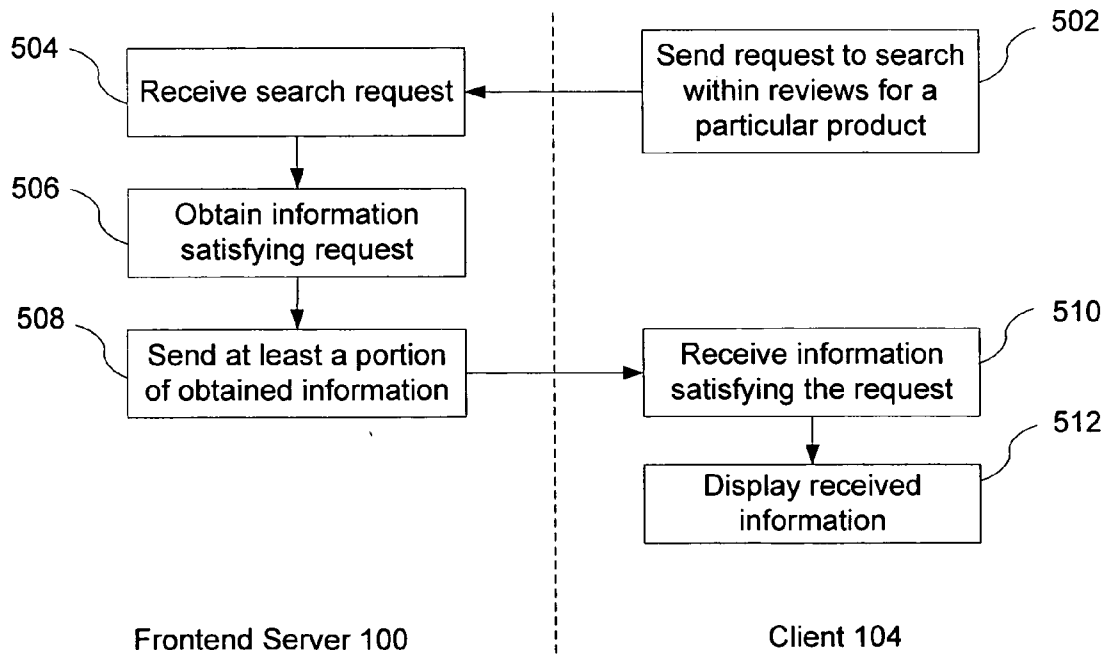 504
Receive search request
502
Send request to search
within reviews for a
particular product
506
Obtain information
satisfying request
508
Send at least a portion
of obtained information
510
Receive information
satisfying the request
512
Display received
information
Frontend Server 100
Client 104